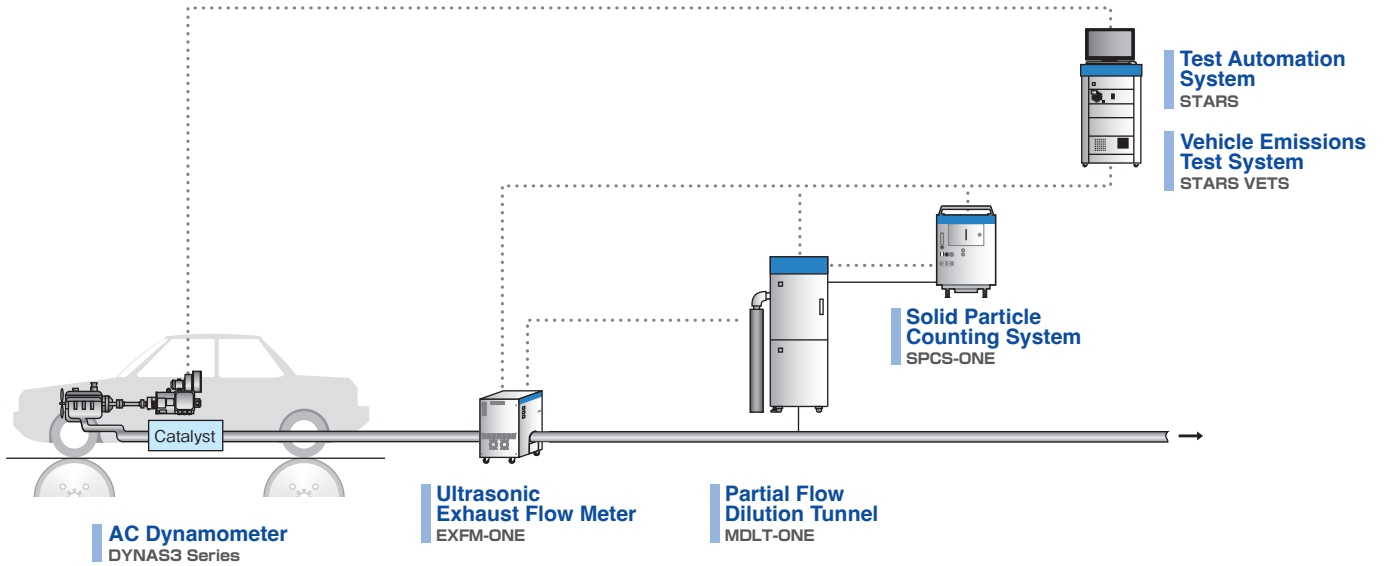 Test Automation
System
STARS
Vehicle Emissions
Test System
STARS VETS
Solid Particle
Counting System
SPCS-ONE
Catalyst
Ultrasonic
Exhaust Flow Meter
EXFM-ONE
Partial Flow
Dilution Tunnel
MDLT-ONE
AC Dynamometer
DYNAS3 Series